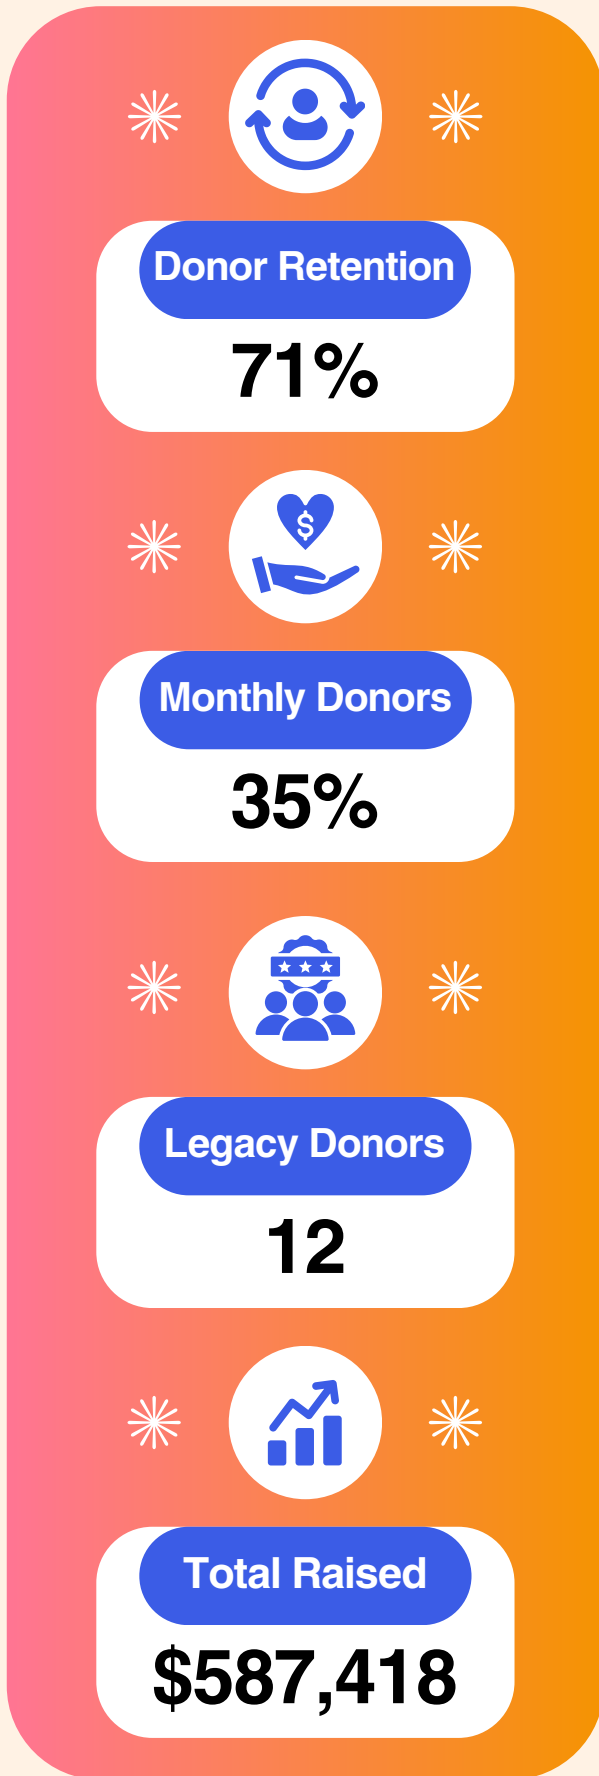 Donor Retention
71%
$
Monthly Donors
35%
Legacy Donors
12
Total Raised
$587,418